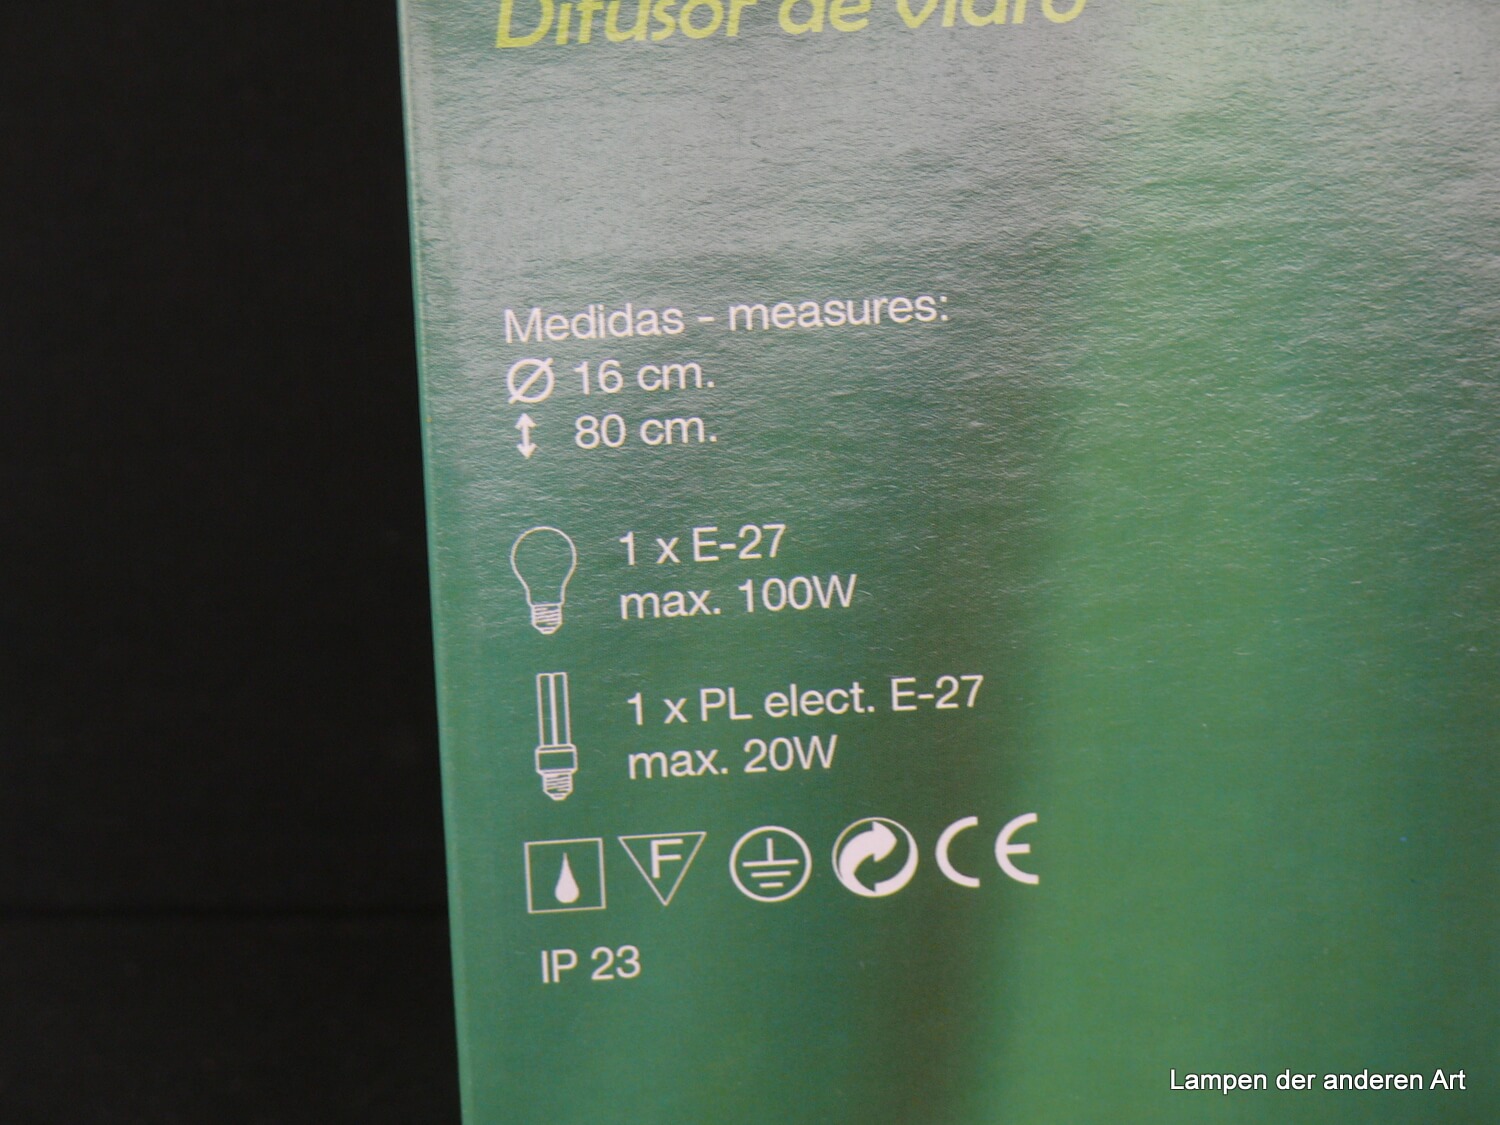 Difusor de vidro
Medidas - measures:
Ø 16 cm.
↕ 80 cm.
1 x E-27
max. 100W
1 x PL elect. E-27
max. 20W
F
CE
IP 23
Lampen der anderen Art